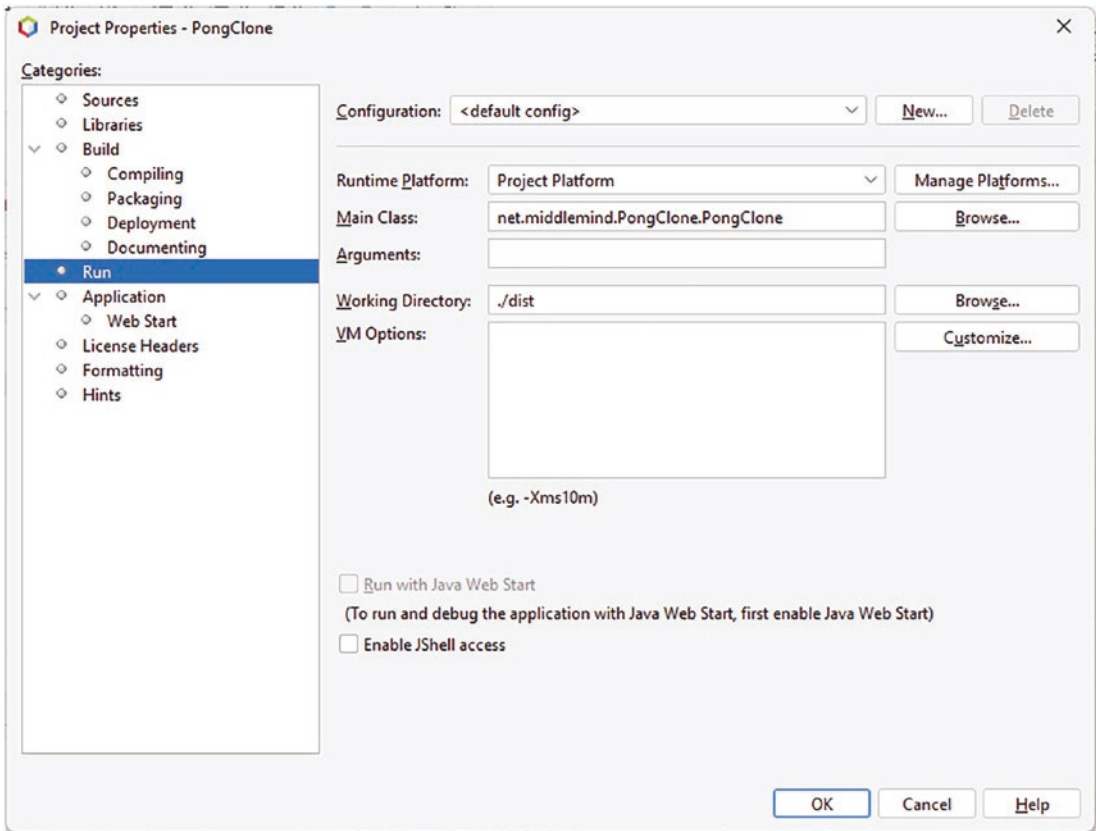 Project Properties - PongClone
Categories:
Sources
Libraries
Build
Compiling
Packaging
Deployment
Documenting
Run
Application
Web Start
License Headers
Formatting
Hints
Configuration: <default config> New... Delete
Runtime Platform: Project Platform Manage Platforms...
Main Class: net.middlemind.PongClone.PongClone Browse...
Arguments:
Working Directory: ./dist Browse...
VM Options: Customize...
(e.g. -Xms10m)
Run with Java Web Start
(To run and debug the application with Java Web Start, first enable Java Web Start)
Enable JShell access
OK Cancel Help